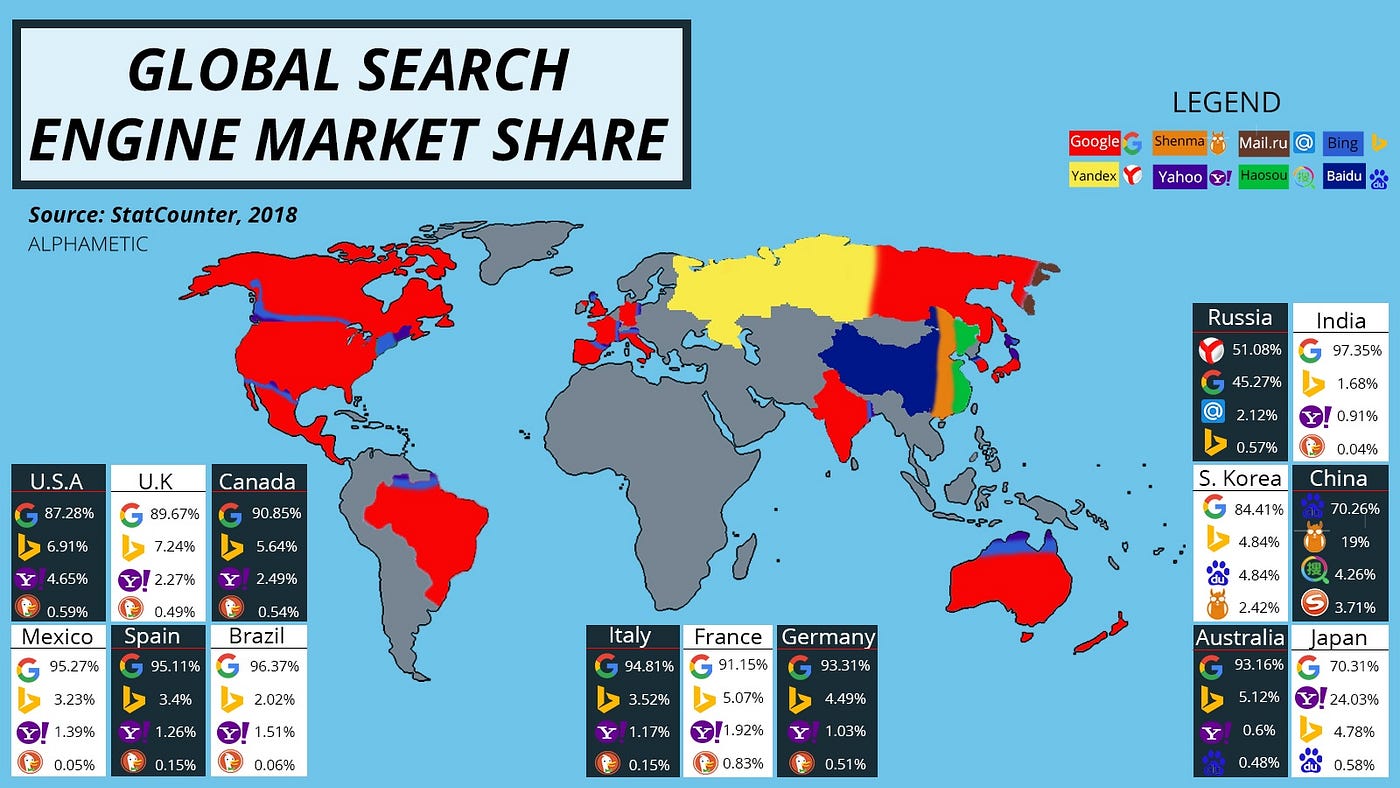 GLOBAL SEARCH
ENGINE MARKET SHARE
Source: StatCounter, 2018
ALPHAMETIC
LEGEND
Google Shenma Mail.ru @ Bing
Yandex Yahoo Y! Haosou 搜 Baidu du
Russia
51.08%
45.27%
@ 2.12%
0.57%
India
97.35%
1.68%
Y! 0.91%
0.04%
U.S.A
87.28%
6.91%
Y! 4.65%
0.59%
U.K
89.67%
7.24%
Y! 2.27%
0.49%
Canada
90.85%
5.64%
Y! 2.49%
0.54%
S. Korea
84.41%
4.84%
du 4.84%
2.42%
China
du 70.26%
19%
搜 4.26%
S 3.71%
Mexico
95.27%
3.23%
Y! 1.39%
0.05%
Spain
95.11%
3.4%
Y! 1.26%
0.15%
Brazil
96.37%
2.02%
Y! 1.51%
0.06%
Italy
94.81%
3.52%
Y! 1.17%
0.15%
France
91.15%
5.07%
Y! 1.92%
0.83%
Germany
93.31%
4.49%
Y! 1.03%
0.51%
Australia
93.16%
5.12%
Y! 0.6%
du 0.48%
Japan
70.31%
Y! 24.03%
4.78%
du 0.58%